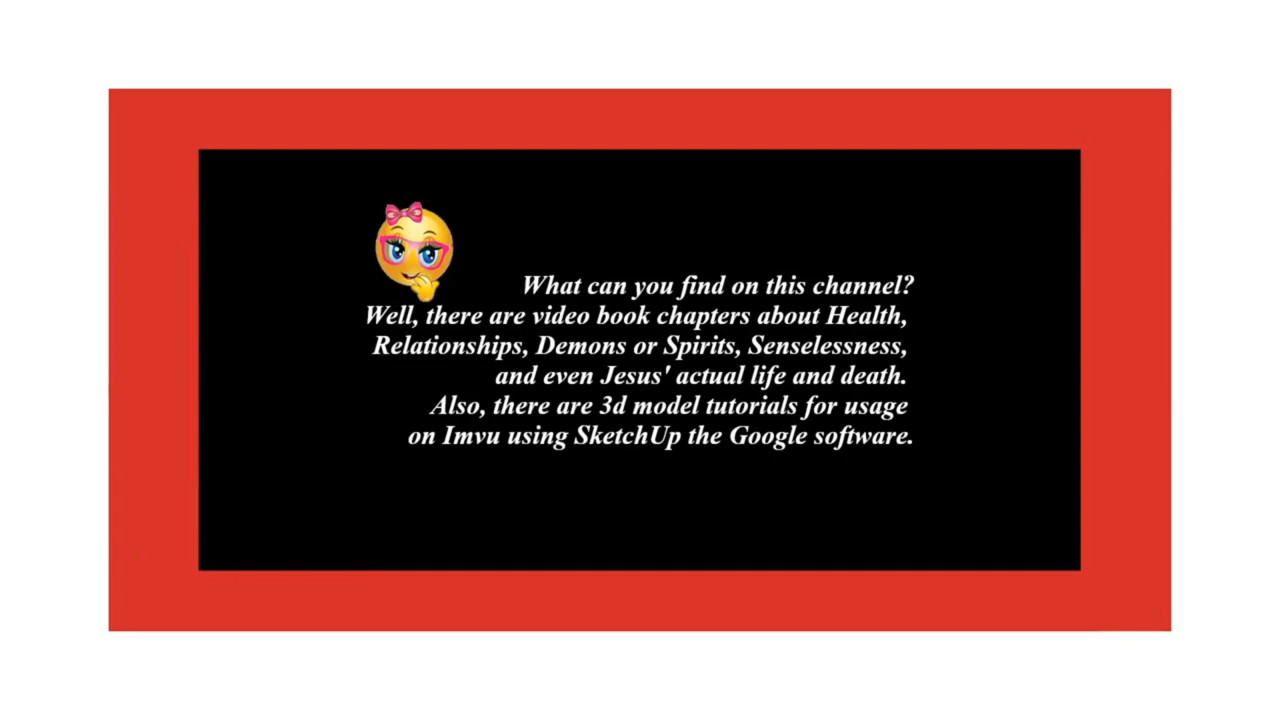 What can you find on this channel?
Well, there are video book chapters about Health,
Relationships, Demons or Spirits, Senselessness,
and even Jesus' actual life and death.
Also, there are 3d model tutorials for usage
on Imvu using SketchUp the Google software.